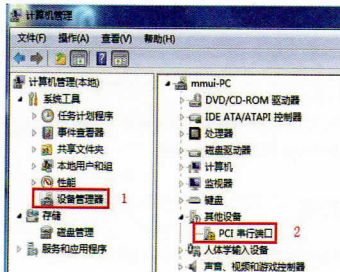 计算机管理
文件(F) 操作(A) 查看(V) 帮助(H)
计算机管理(本地)
系统工具
任务计划程序
事件查看器
共享文件夹
本地用户和组
性能
设备管理器 1
存储
磁盘管理
服务和应用程序
mmui-PC
DVD/CD-ROM 驱动器
IDE ATA/ATAPI 控制器
处理器
磁盘驱动器
计算机
监视器
键盘
其他设备
PCI 串行端口 2
人体学输入设备
声音、视频和游戏控制器